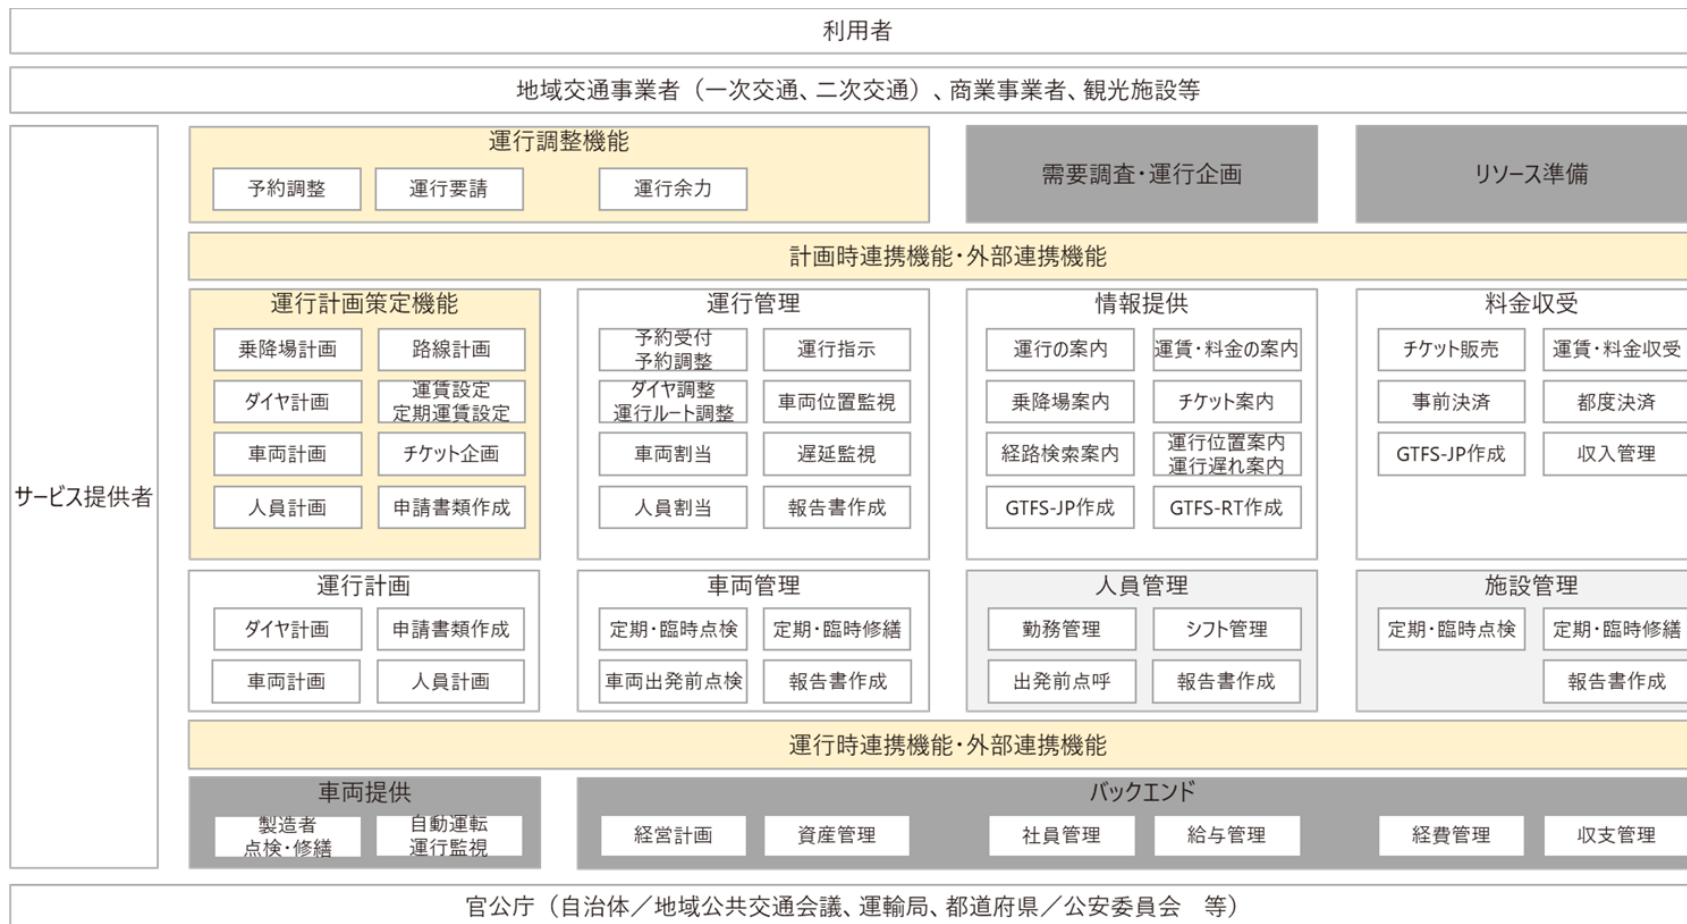 利用者
地域交通事業者（一次交通、二次交通）、商業事業者、観光施設等
サービス提供者
運行調整機能
予約調整
運行要請
運行余力
需要調査・運行企画
リソース準備
計画時連携機能・外部連携機能
運行計画策定機能
乗降場計画
路線計画
ダイヤ計画
運賃設定
定期運賃設定
車両計画
チケット企画
人員計画
申請書類作成
運行管理
予約受付
予約調整
運行指示
ダイヤ調整
運行ルート調整
車両位置監視
車両割当
遅延監視
人員割当
報告書作成
情報提供
運行の案内
運賃・料金の案内
乗降場案内
チケット案内
経路検索案内
運行位置案内
運行遅れ案内
GTFS-JP作成
GTFS-RT作成
料金収受
チケット販売
運賃・料金収受
事前決済
都度決済
GTFS-JP作成
収入管理
運行計画
ダイヤ計画
申請書類作成
車両計画
人員計画
車両管理
定期・臨時点検
定期・臨時修繕
車両出発前点検
報告書作成
人員管理
勤務管理
シフト管理
出発前点呼
報告書作成
施設管理
定期・臨時点検
定期・臨時修繕
報告書作成
運行時連携機能・外部連携機能
車両提供
製造者
点検・修繕
自動運転
運行監視
バックエンド
経営計画
資産管理
社員管理
給与管理
経費管理
収支管理
官公庁（自治体／地域公共交通会議、運輸局、都道府県／公安委員会　等）